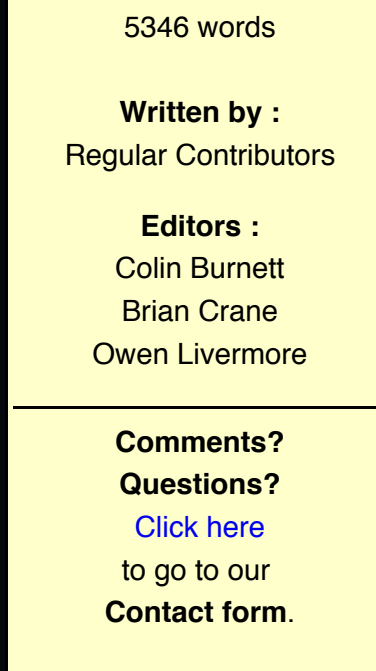 5346 words
Written by :
Regular Contributors
Editors :
Colin Burnett
Brian Crane
Owen Livermore
Comments?
Questions?
Click here
to go to our
Contact form.